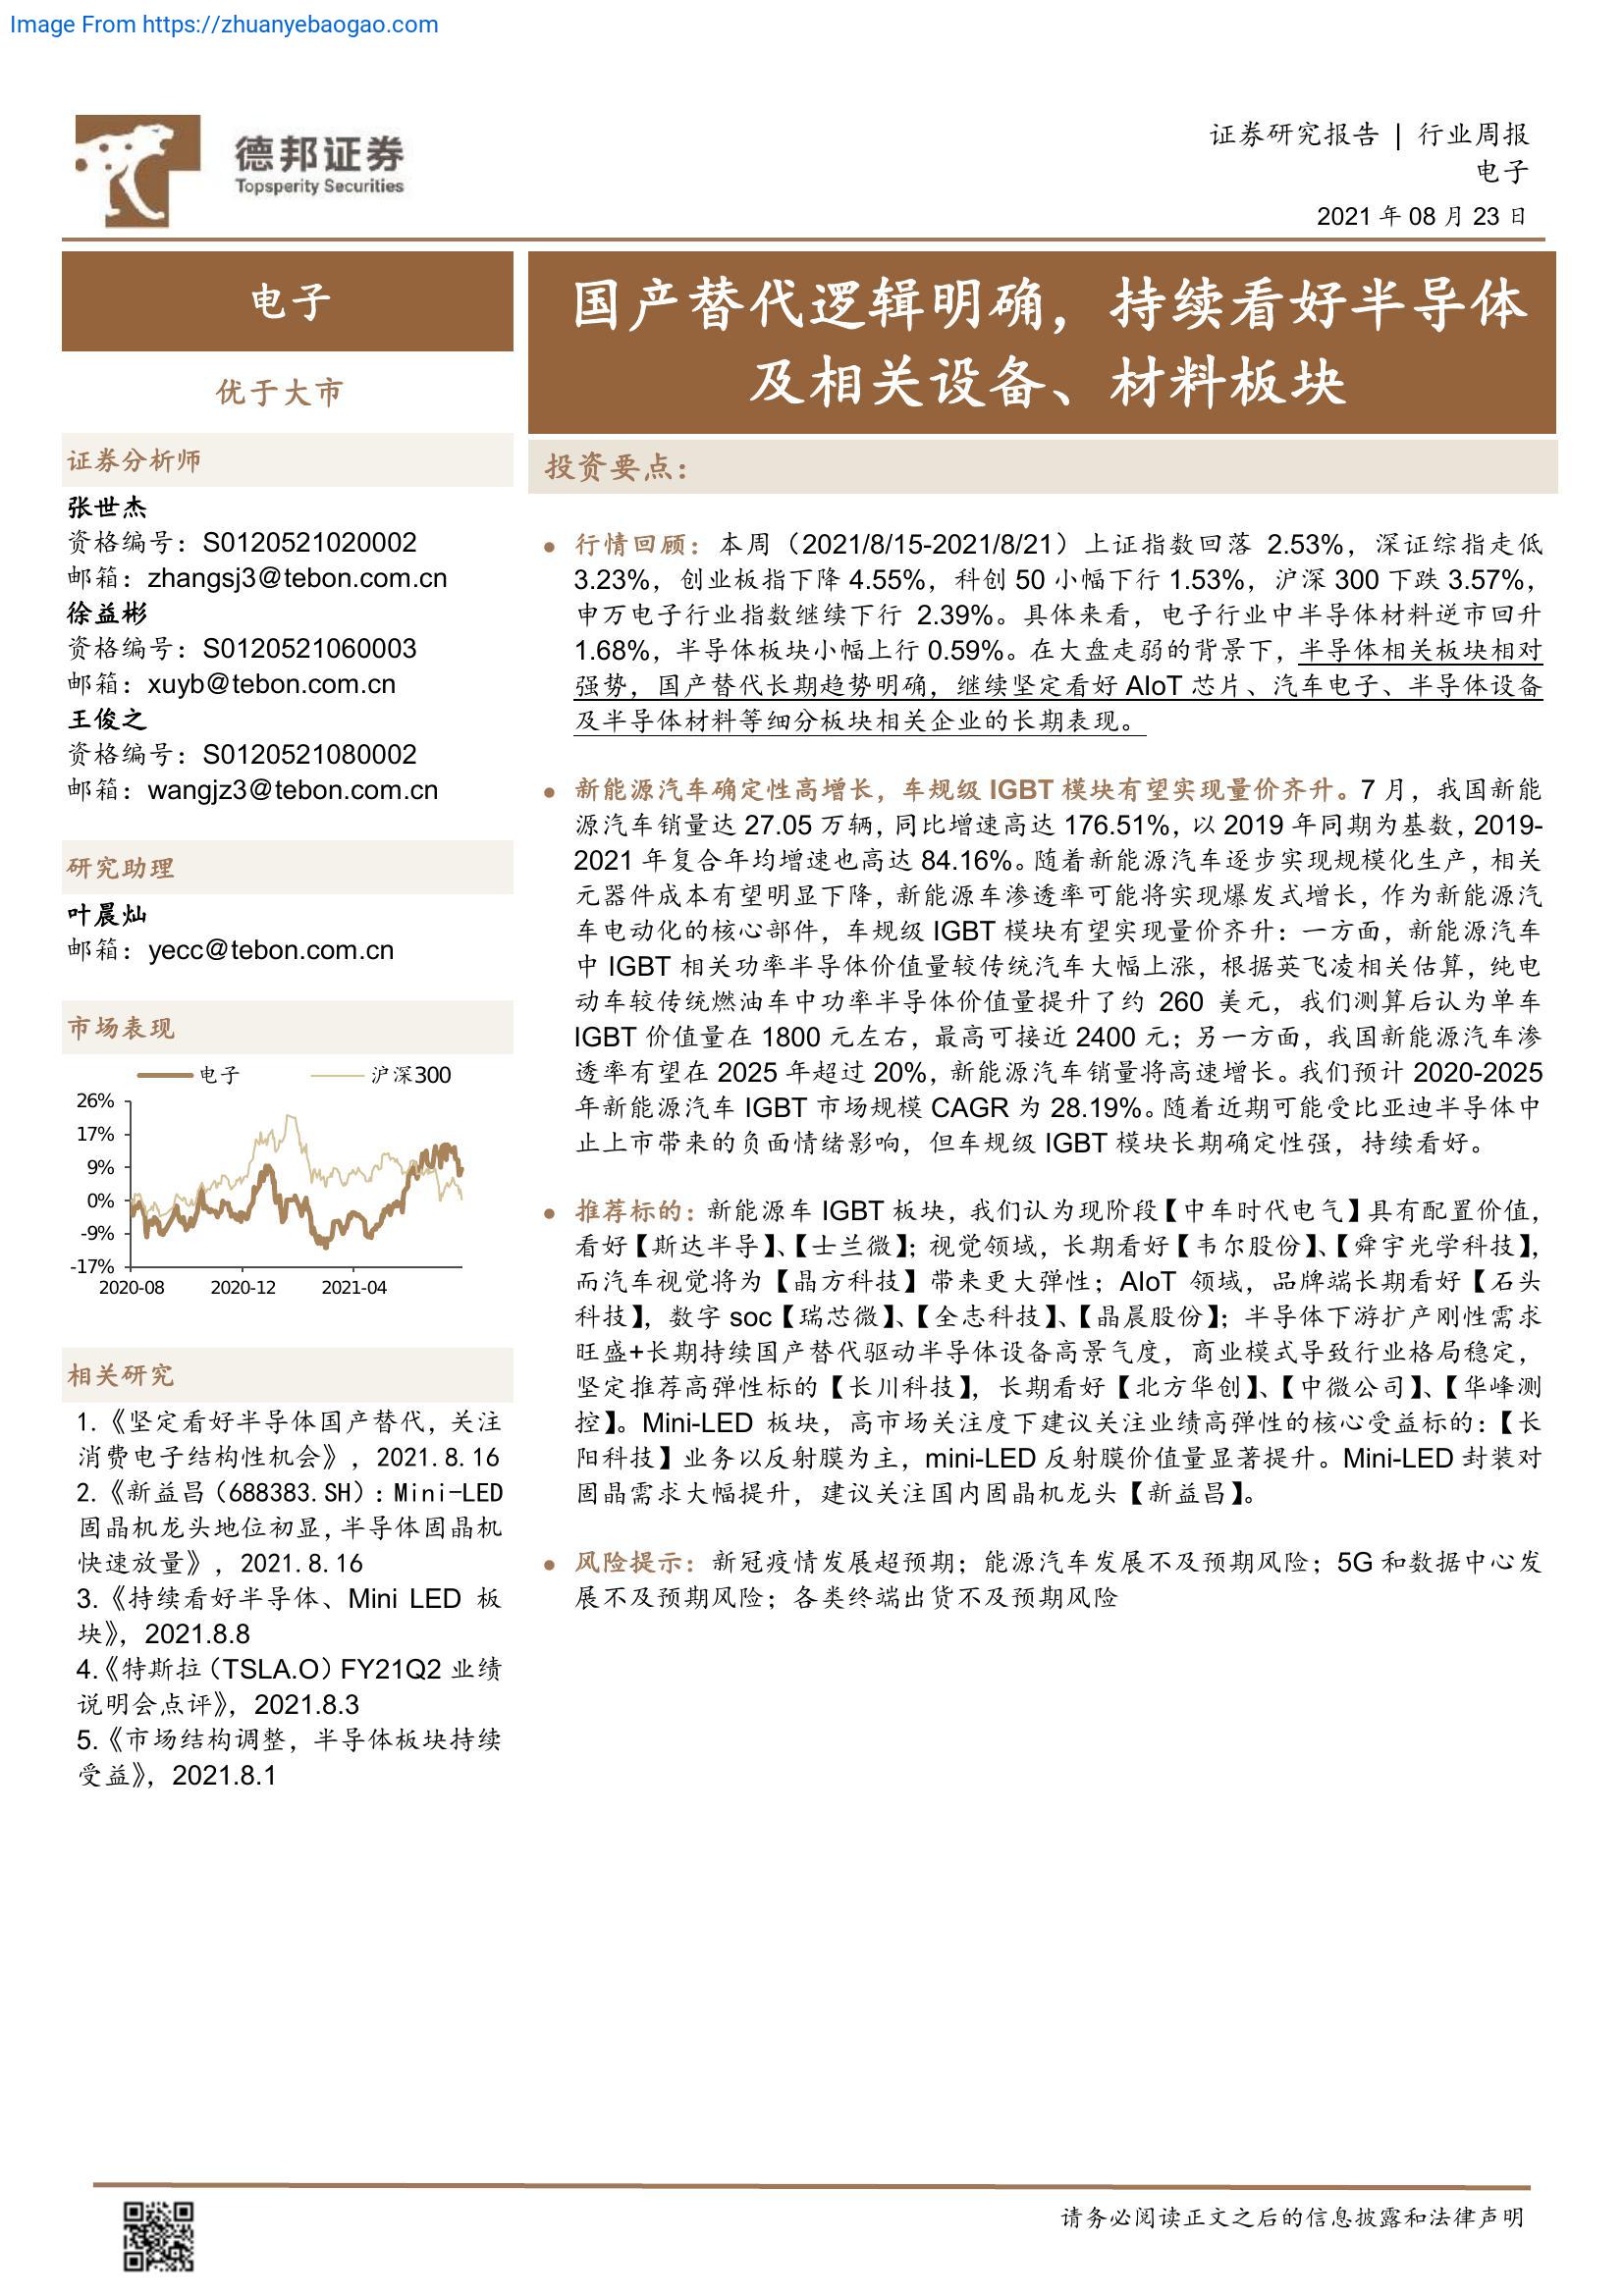 Image From https://zhuanyebaogao.com
德邦证券
Topsperity Securities
证券研究报告 | 行业周报
电子
2021 年 08 月 23 日
电子
优于大市
证券分析师
张世杰
资格编号：S0120521020002
邮箱：zhangsj3@tebon.com.cn
徐益彬
资格编号：S0120521060003
邮箱：xuyb@tebon.com.cn
王俊之
资格编号：S0120521080002
邮箱：wangjz3@tebon.com.cn
研究助理
叶晨灿
邮箱：yecc@tebon.com.cn
市场表现
电子 沪深300
26%
17%
9%
0%
-9%
-17%
2020-08 2020-12 2021-04
相关研究
1.《坚定看好半导体国产替代，关注
消费电子结构性机会》，2021.8.16
2.《新益昌（688383.SH）：Mini-LED
固晶机龙头地位初显，半导体固晶机
快速放量》，2021.8.16
3.《持续看好半导体、Mini LED 板
块》，2021.8.8
4.《特斯拉（TSLA.O）FY21Q2 业绩
说明会点评》，2021.8.3
5.《市场结构调整，半导体板块持续
受益》，2021.8.1
国产替代逻辑明确，持续看好半导体
及相关设备、材料板块
投资要点：
● 行情回顾：本周（2021/8/15-2021/8/21）上证指数回落 2.53%，深证综指走低
3.23%，创业板指下降 4.55%，科创 50 小幅下行 1.53%，沪深 300 下跌 3.57%，
申万电子行业指数继续下行 2.39%。具体来看，电子行业中半导体材料逆市回升
1.68%，半导体板块小幅上行 0.59%。在大盘走弱的背景下，半导体相关板块相对
强势，国产替代长期趋势明确，继续坚定看好 AIoT 芯片、汽车电子、半导体设备
及半导体材料等细分板块相关企业的长期表现。
● 新能源汽车确定性高增长，车规级 IGBT 模块有望实现量价齐升。7 月，我国新能
源汽车销量达 27.05 万辆，同比增速高达 176.51%，以 2019 年同期为基数，2019-
2021 年复合年均增速也高达 84.16%。随着新能源汽车逐步实现规模化生产，相关
元器件成本有望明显下降，新能源车渗透率可能将实现爆发式增长，作为新能源汽
车电动化的核心部件，车规级 IGBT 模块有望实现量价齐升：一方面，新能源汽车
中 IGBT 相关功率半导体价值量较传统汽车大幅上涨，根据英飞凌相关估算，纯电
动车较传统燃油车中功率半导体价值量提升了约 260 美元，我们测算后认为单车
IGBT 价值量在 1800 元左右，最高可接近 2400 元；另一方面，我国新能源汽车渗
透率有望在 2025 年超过 20%，新能源汽车销量将高速增长。我们预计 2020-2025
年新能源汽车 IGBT 市场规模 CAGR 为 28.19%。随着近期可能受比亚迪半导体中
止上市带来的负面情绪影响，但车规级 IGBT 模块长期确定性强，持续看好。
● 推荐标的：新能源车 IGBT 板块，我们认为现阶段【中车时代电气】具有配置价值，
看好【斯达半导】、【士兰微】；视觉领域，长期看好【韦尔股份】、【舜宇光学科技】，
而汽车视觉将为【晶方科技】带来更大弹性；AIoT 领域，品牌端长期看好【石头
科技】，数字 soc【瑞芯微】、【全志科技】、【晶晨股份】；半导体下游扩产刚性需求
旺盛+长期持续国产替代驱动半导体设备高景气度，商业模式导致行业格局稳定，
坚定推荐高弹性标的【长川科技】，长期看好【北方华创】、【中微公司】、【华峰测
控】。Mini-LED 板块，高市场关注度下建议关注业绩高弹性的核心受益标的：【长
阳科技】业务以反射膜为主，mini-LED 反射膜价值量显著提升。Mini-LED 封装对
固晶需求大幅提升，建议关注国内固晶机龙头【新益昌】。
● 风险提示：新冠疫情发展超预期；能源汽车发展不及预期风险；5G 和数据中心发
展不及预期风险；各类终端出货不及预期风险
请务必阅读正文之后的信息披露和法律声明